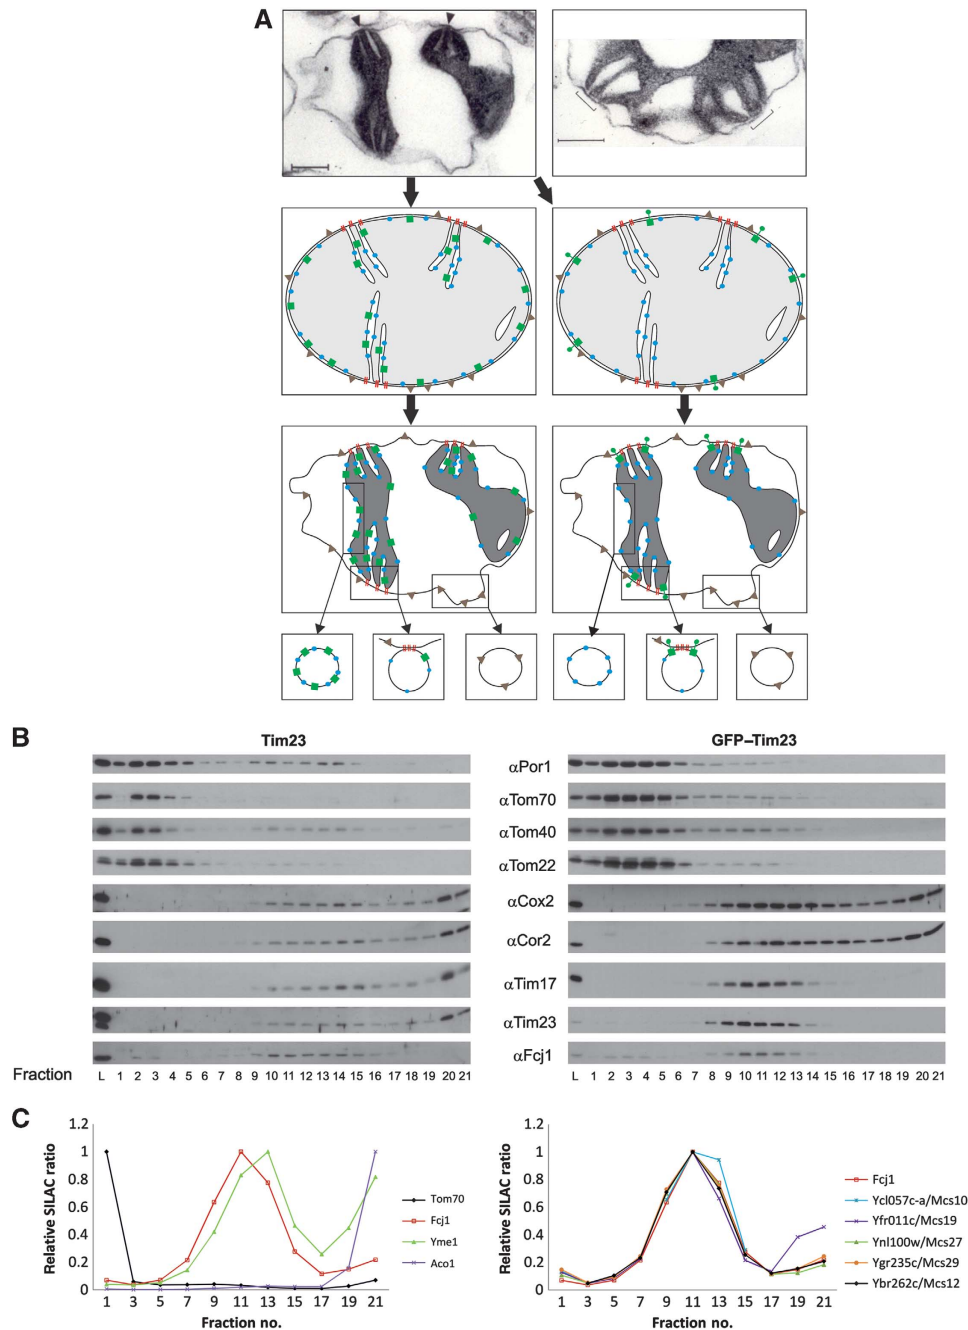 A
B
Tim23
GFP–Tim23
αPor1
αTom70
αTom40
αTom22
αCox2
αCor2
αTim17
αTim23
αFcj1
Fraction L 1 2 3 4 5 6 7 8 9 10 11 12 13 14 15 16 17 18 19 20 21
L 1 2 3 4 5 6 7 8 9 10 11 12 13 14 15 16 17 18 19 20 21
C
Relative SILAC ratio
1.2
1
0.8
0.6
0.4
0.2
0
1 3 5 7 9 11 13 15 17 19 21
Fraction no.
Tom70
Fcj1
Yme1
Aco1
Relative SILAC ratio
1.2
1
0.8
0.6
0.4
0.2
0
1 3 5 7 9 11 13 15 17 19 21
Fraction no.
Fcj1
Ycl057c-a/Mcs10
Yfr011c/Mcs19
Ynl100w/Mcs27
Ygr235c/Mcs29
Ybr262c/Mcs12